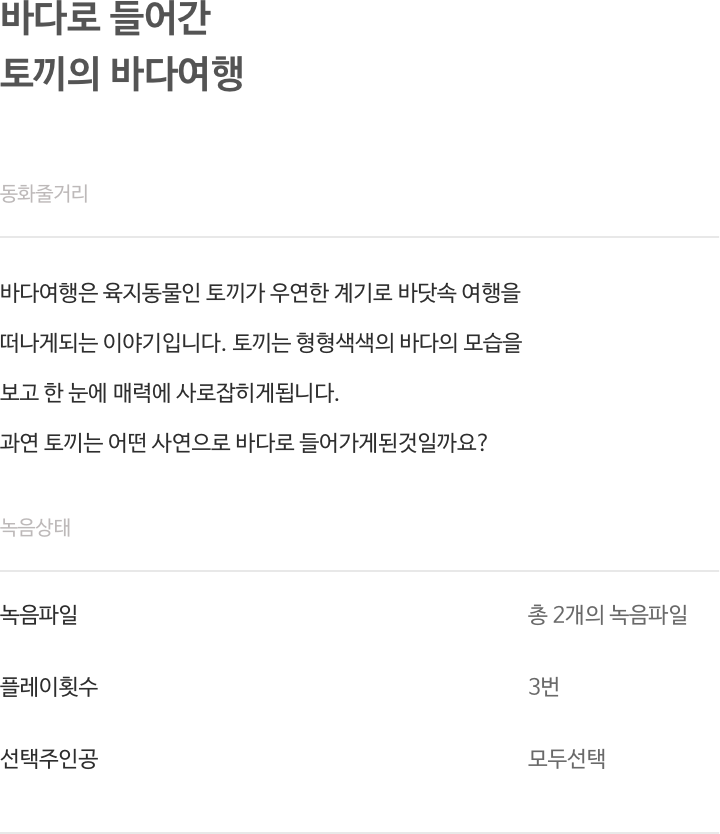 바다로 들어간
토끼의 바다여행
동화줄거리
바다여행은 육지동물인 토끼가 우연한 계기로 바닷속 여행을
떠나게되는 이야기입니다. 토끼는 형형색색의 바다의 모습을
보고 한 눈에 매력에 사로잡히게됩니다.
과연 토끼는 어떤 사연으로 바다로 들어가게된것일까요?
녹음상태
녹음파일 총 2개의 녹음파일
플레이횟수 3번
선택주인공 모두선택